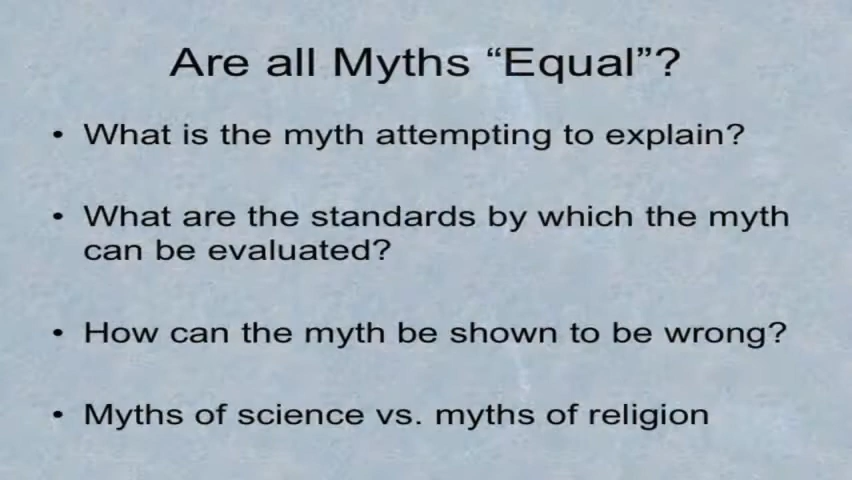 Are all Myths “Equal”?
• What is the myth attempting to explain?
• What are the standards by which the myth
can be evaluated?
• How can the myth be shown to be wrong?
• Myths of science vs. myths of religion